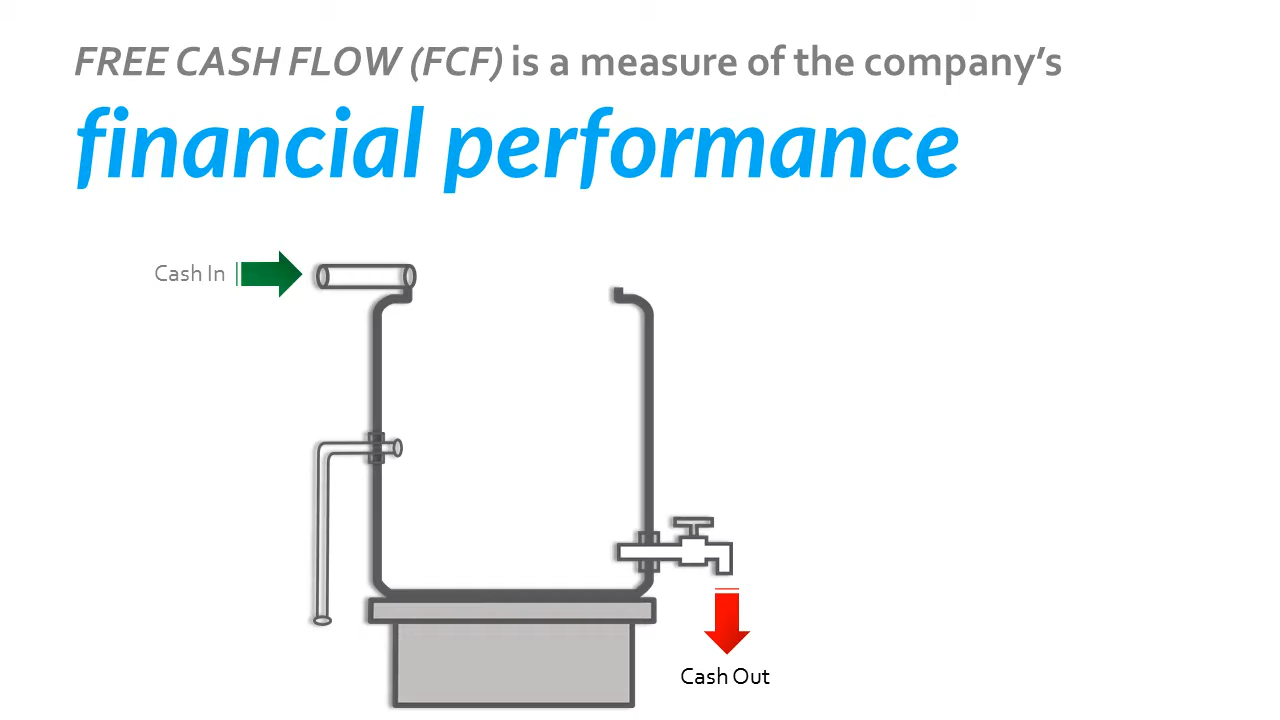 FREE CASH FLOW (FCF) is a measure of the company’s
financial performance
Cash In
Cash Out